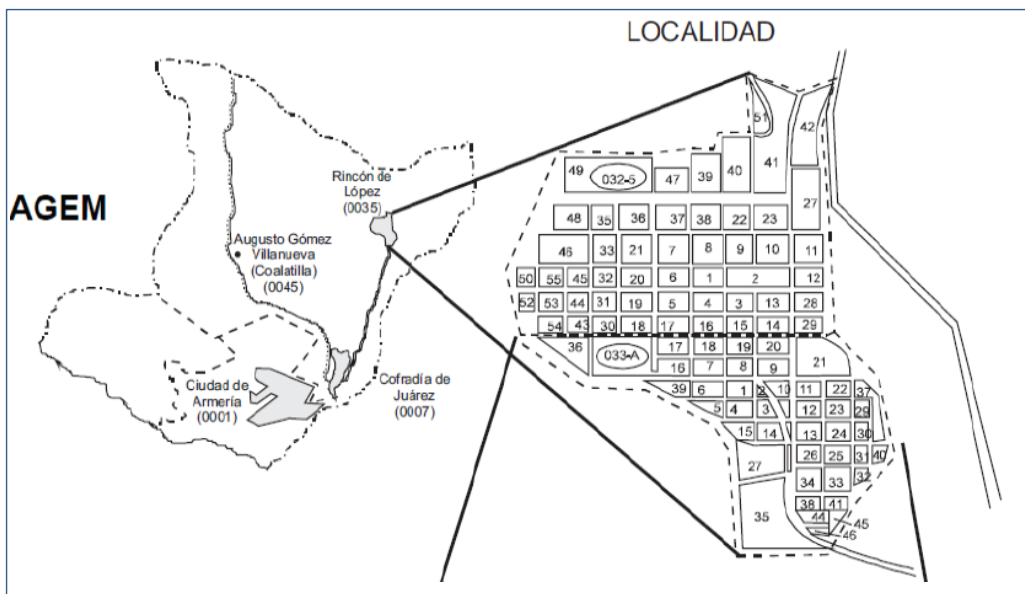 LOCALIDAD
AGEM
Rincón de
López
(0035)
Augusto Gómez
Villanueva
(Coalatilla)
(0045)
Ciudad de
Armería
(0001)
Cofradía de
Juárez
(0007)
51 42
40 41
49 032-6 47 39
27
48 35 36 37 38 22 23
46 33 21 7 8 9 10 11
50 55 45 32 20 6 1 2 12
52 53 44 31 19 5 4 3 13 28
54 43 30 18 17 16 15 14 29
36 033-A 17 18 19 20 21
16 7 8 9
39 6 1 2 10 11 22 37
5 4 3 12 23 29
15 14 13 24 30
27 26 25 31 40
34 33 32
35 38 41
44 45
46